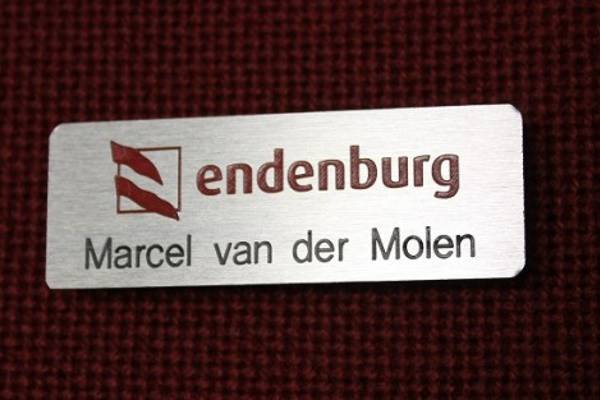 endenburg
Marcel van der Molen